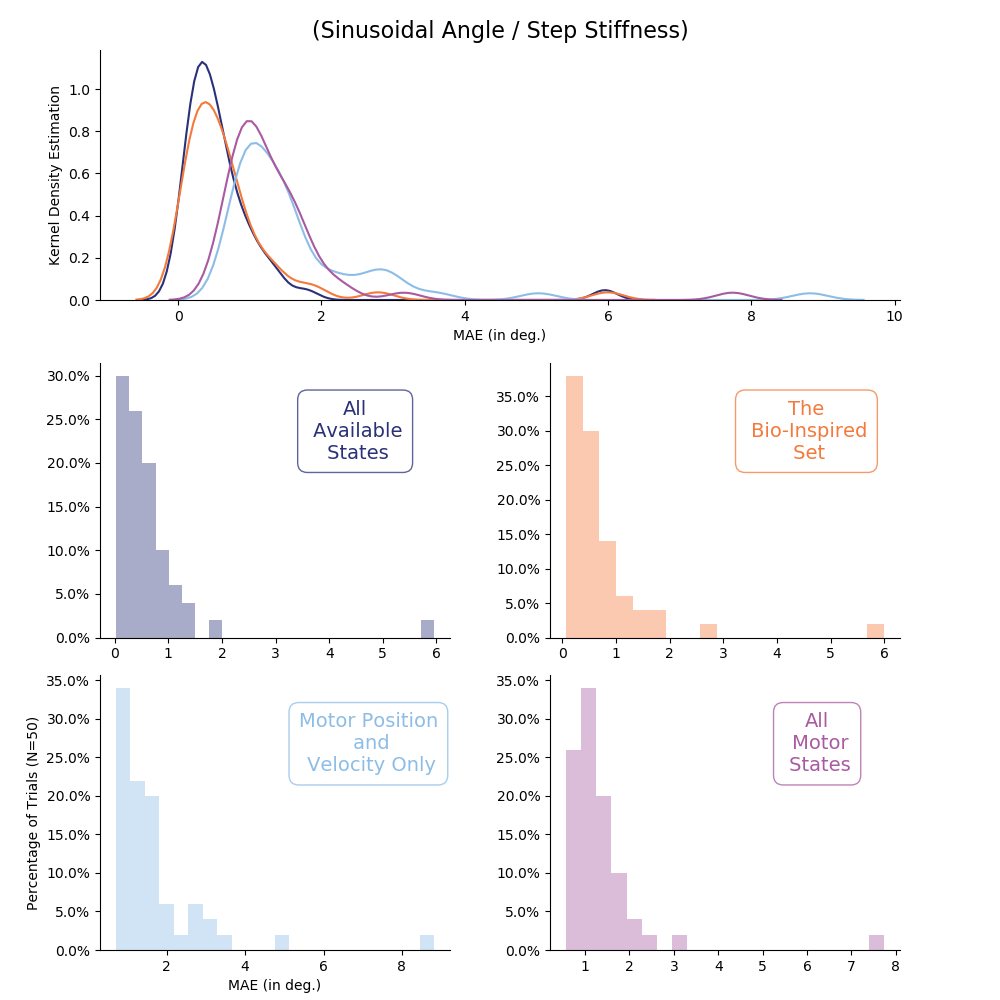 (Sinusoidal Angle / Step Stiffness)
Kernel Density Estimation
1.0
0.8
0.6
0.4
0.2
0.0
0 2 4 6 8 10
MAE (in deg.)
30.0%
25.0%
20.0%
15.0%
10.0%
5.0%
0.0%
All
Available
States
0 1 2 3 4 5 6
35.0%
30.0%
25.0%
20.0%
15.0%
10.0%
5.0%
0.0%
The
Bio-Inspired
Set
0 1 2 3 4 5 6
Percentage of Trials (N=50)
35.0%
30.0%
25.0%
20.0%
15.0%
10.0%
5.0%
0.0%
Motor Position
and
Velocity Only
2 4 6 8
MAE (in deg.)
35.0%
30.0%
25.0%
20.0%
15.0%
10.0%
5.0%
0.0%
All
Motor
States
1 2 3 4 5 6 7 8